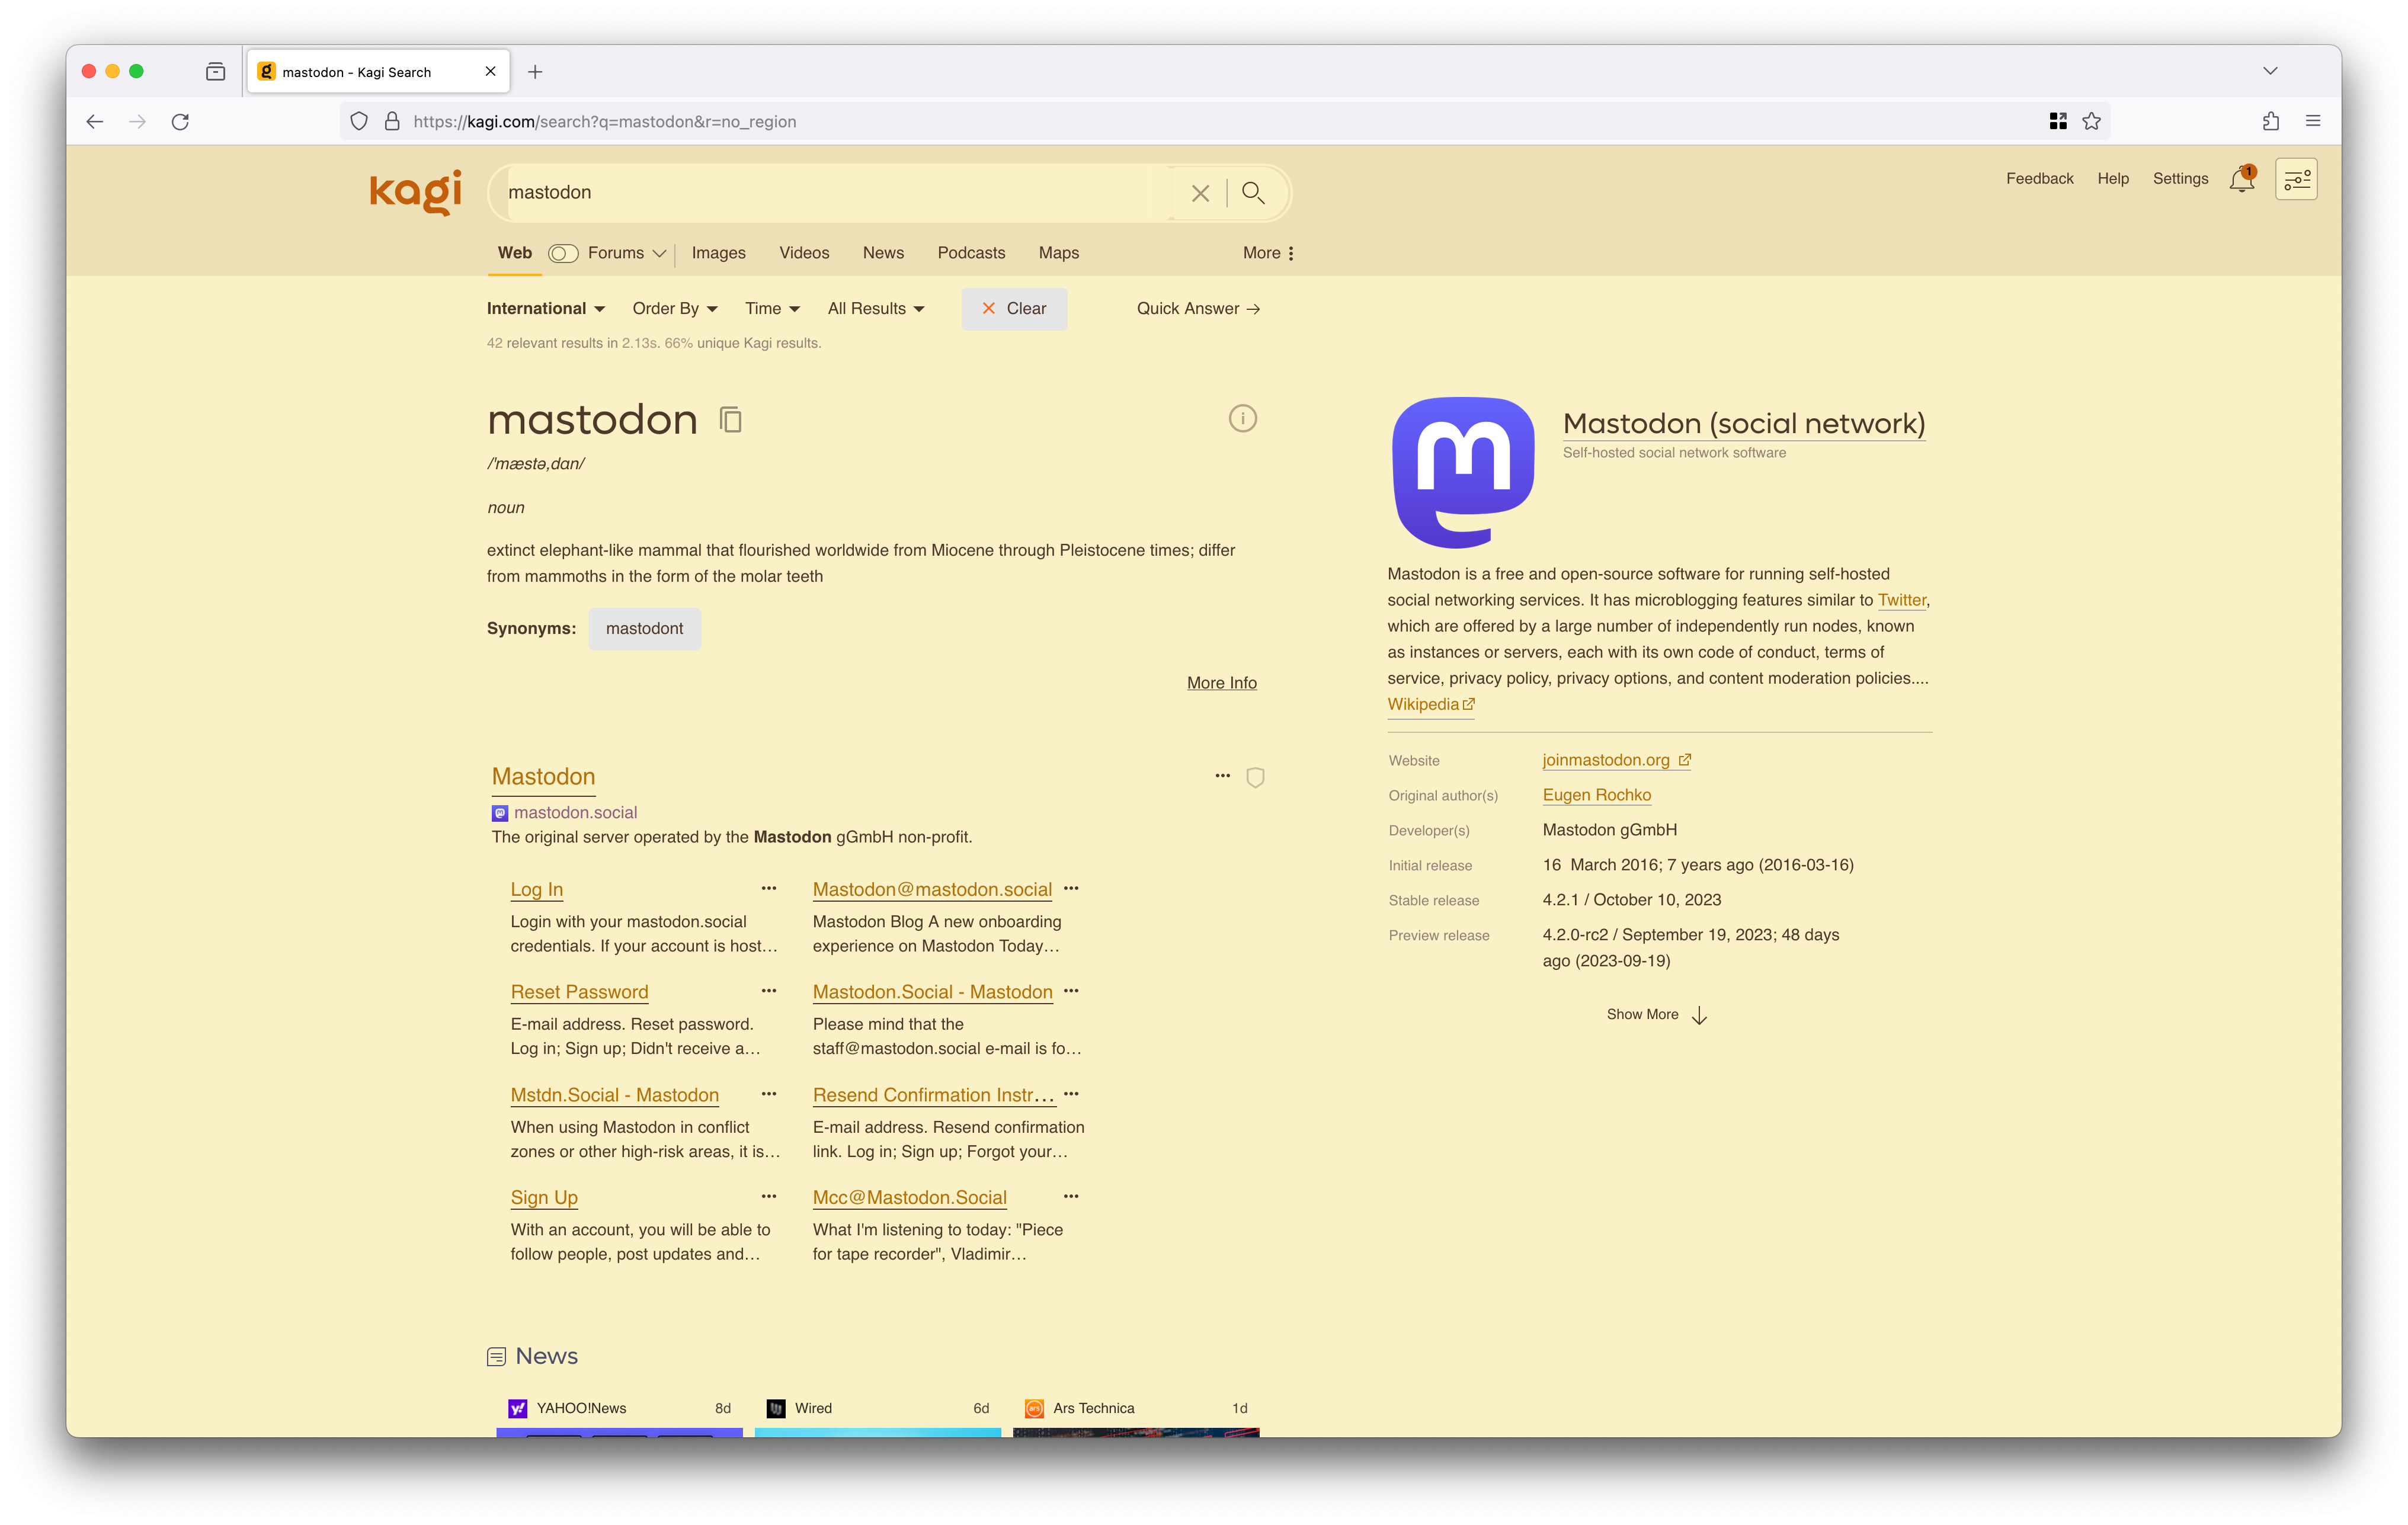 mastodon - Kagi Search
https://kagi.com/search?q=mastodon&r=no_region
kagi
mastodon
Feedback Help Settings 1
Web Forums Images Videos News Podcasts Maps More
International Order By Time All Results Clear Quick Answer
42 relevant results in 2.13s. 66% unique Kagi results.
mastodon
/'mæstə,dɑn/
noun
extinct elephant-like mammal that flourished worldwide from Miocene through Pleistocene times; differ
from mammoths in the form of the molar teeth
Synonyms: mastodont
More Info
Mastodon
mastodon.social
The original server operated by the Mastodon gGmbH non-profit.
Log In
Login with your mastodon.social
credentials. If your account is host…
Mastodon@mastodon.social
Mastodon Blog A new onboarding
experience on Mastodon Today…
Reset Password
E-mail address. Reset password.
Log in; Sign up; Didn't receive a…
Mastodon.Social - Mastodon
Please mind that the
staff@mastodon.social e-mail is fo…
Mstdn.Social - Mastodon
When using Mastodon in conflict
zones or other high-risk areas, it is…
Resend Confirmation Instr…
E-mail address. Resend confirmation
link. Log in; Sign up; Forgot your…
Sign Up
With an account, you will be able to
follow people, post updates and…
Mcc@Mastodon.Social
What I'm listening to today: "Piece
for tape recorder", Vladimir…
News
YAHOO!News 8d
Wired 6d
Ars Technica 1d
Mastodon (social network)
Self-hosted social network software
Mastodon is a free and open-source software for running self-hosted
social networking services. It has microblogging features similar to Twitter,
which are offered by a large number of independently run nodes, known
as instances or servers, each with its own code of conduct, terms of
service, privacy policy, privacy options, and content moderation policies....
Wikipedia
Website joinmastodon.org
Original author(s) Eugen Rochko
Developer(s) Mastodon gGmbH
Initial release 16 March 2016; 7 years ago (2016-03-16)
Stable release 4.2.1 / October 10, 2023
Preview release 4.2.0-rc2 / September 19, 2023; 48 days
ago (2023-09-19)
Show More